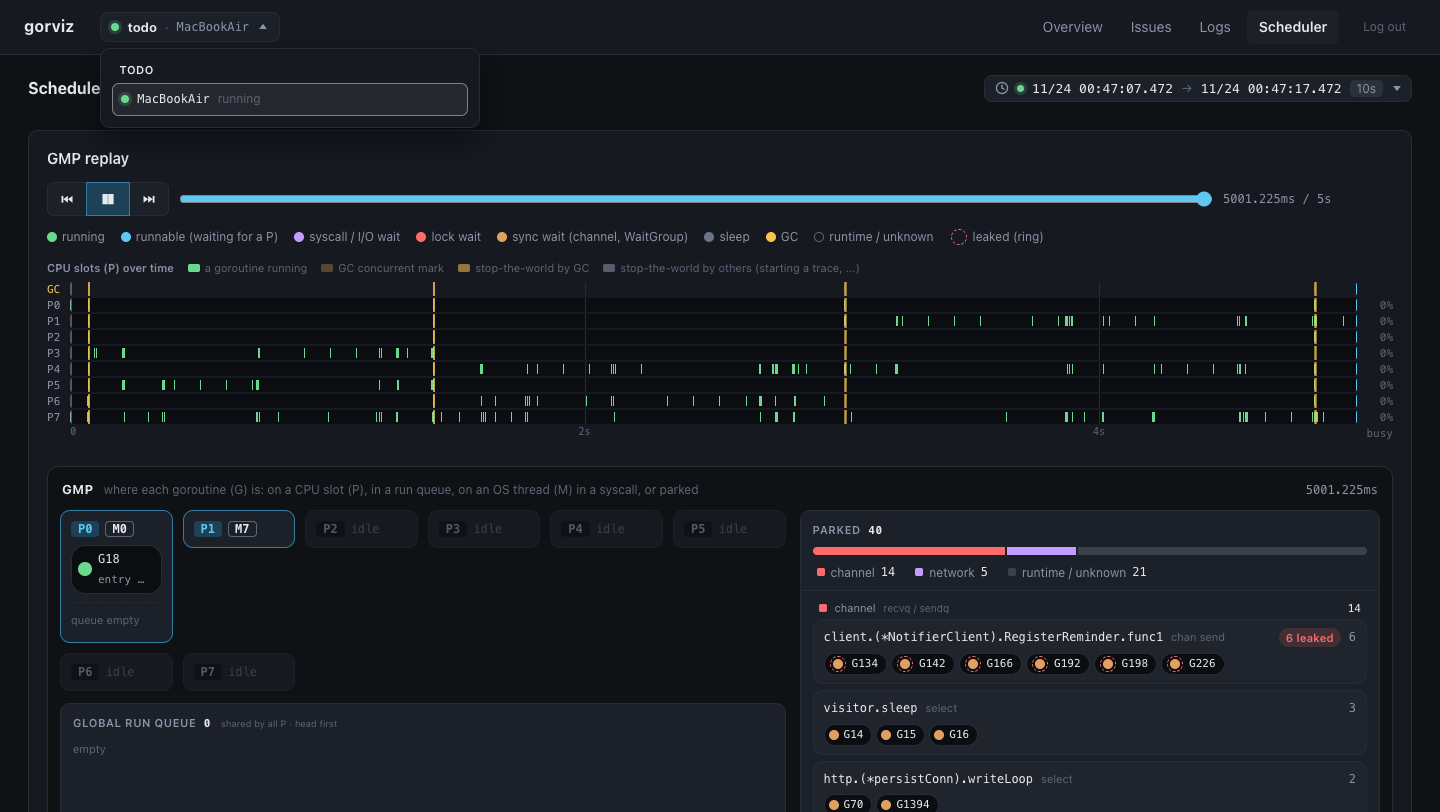 gorviz
todo · MacBookAir
Overview Issues Logs Scheduler Log out
TODO
MacBookAir running
Schedule
11/24 00:47:07.472 → 11/24 00:47:17.472 10s
GMP replay
5001.225ms / 5s
running runnable (waiting for a P) syscall / I/O wait lock wait sync wait (channel, WaitGroup) sleep GC runtime / unknown leaked (ring)
CPU slots (P) over time a goroutine running GC concurrent mark stop-the-world by GC stop-the-world by others (starting a trace, …)
GC
P0 0%
P1 0%
P2 0%
P3 0%
P4 0%
P5 0%
P6 0%
P7 0%
0 2s 4s busy
GMP where each goroutine (G) is: on a CPU slot (P), in a run queue, on an OS thread (M) in a syscall, or parked 5001.225ms
P0 M0 P1 M7 P2 idle P3 idle P4 idle P5 idle
G18
entry …
queue empty
P6 idle P7 idle
GLOBAL RUN QUEUE 0 shared by all P · head first
empty
PARKED 40
channel 14 network 5 runtime / unknown 21
channel recvq / sendq 14
client.(*NotifierClient).RegisterReminder.func1 chan send 6 leaked 6
G134 G142 G166 G192 G198 G226
visitor.sleep select 3
G14 G15 G16
http.(*persistConn).writeLoop select 2
G70 G1394